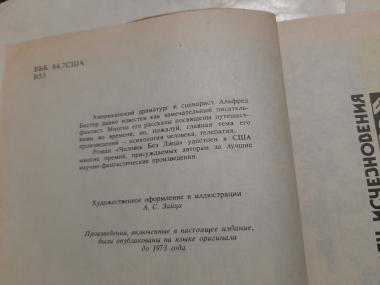 ББК 84.7США
Б53
Американский драматург и сценарист Альфред
Бестер давно известен как замечательный писатель-
фантаст. Многие его рассказы посвящены путешест-
виям во времени, но, пожалуй, главная тема его
произведений — психология человека, телепатия.
Роман «Человек Без Лица» удостоен в США
многих премий, присуждаемых авторам за лучшие
научно-фантастические произведения.
Художественное оформление и иллюстрации
А. С. Зайца
Произведения, включенные в настоящее издание,
были опубликованы на языке оригинала
до 1973 года
ИСЧЕЗНОВЕНИЯ